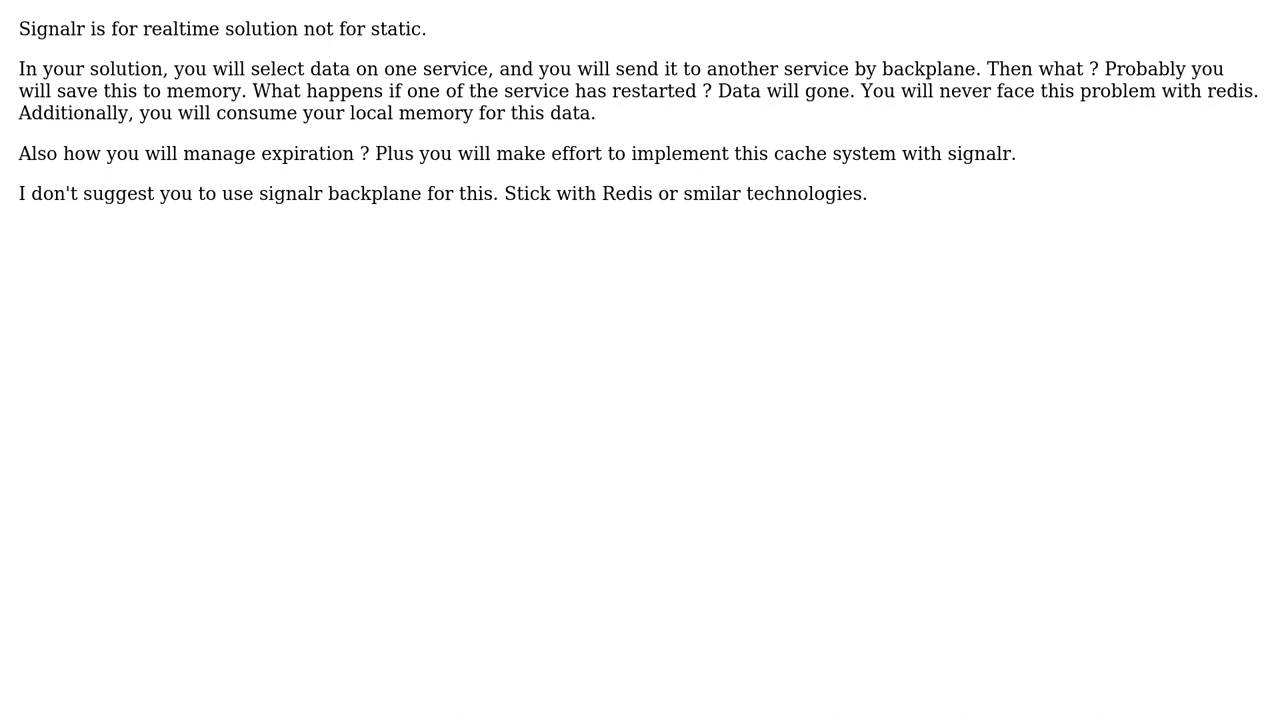 Signalr is for realtime solution not for static.
In your solution, you will select data on one service, and you will send it to another service by backplane. Then what ? Probably you
will save this to memory. What happens if one of the service has restarted ? Data will gone. You will never face this problem with redis.
Additionally, you will consume your local memory for this data.
Also how you will manage expiration ? Plus you will make effort to implement this cache system with signalr.
I don't suggest you to use signalr backplane for this. Stick with Redis or smilar technologies.